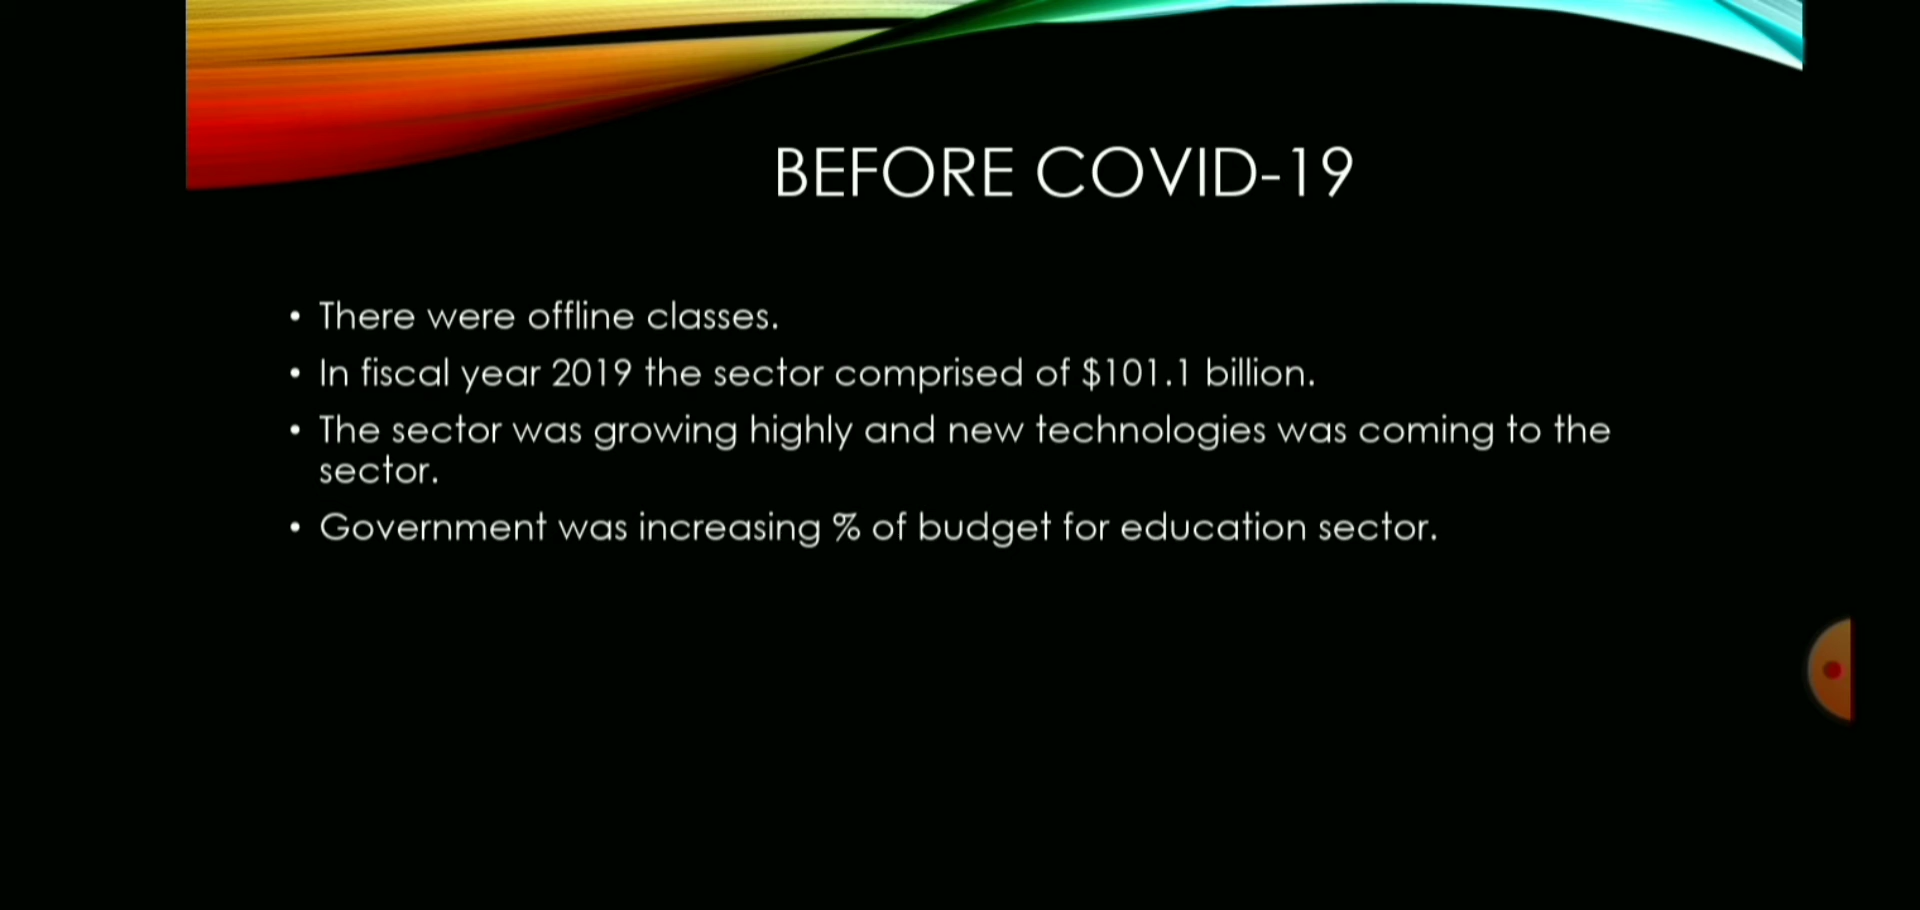 BEFORE COVID-19
• There were offline classes.
• In fiscal year 2019 the sector comprised of $101.1 billion.
• The sector was growing highly and new technologies was coming to the
sector.
• Government was increasing % of budget for education sector.